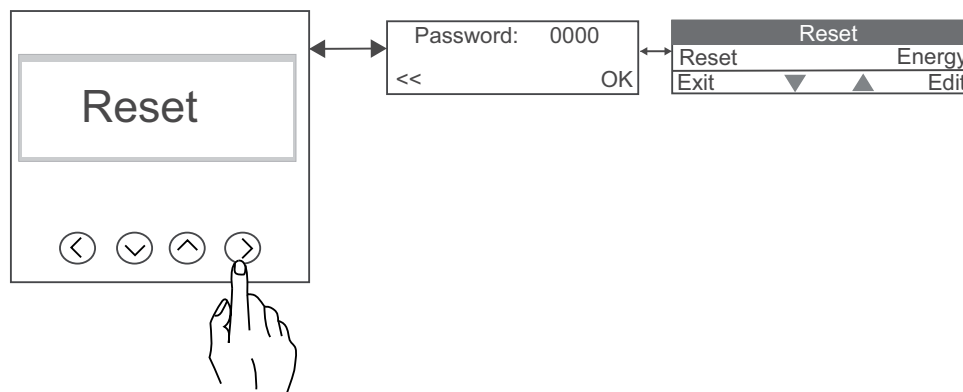 Reset
Password: 0000
<< OK
Reset
Reset Energy
Exit Edit